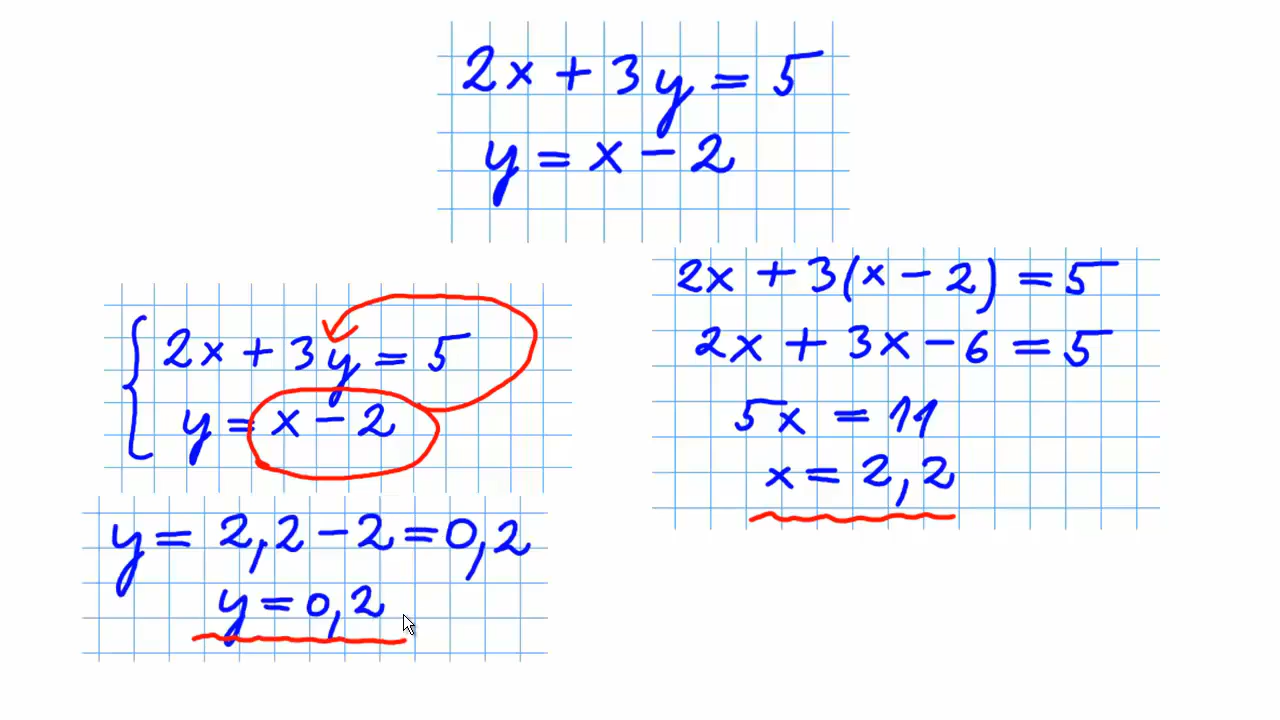 2x + 3y = 5
y = x - 2
2x + 3y = 5
y = x - 2
2x + 3(x - 2) = 5
2x + 3x - 6 = 5
5x = 11
x = 2,2
y = 2,2 - 2 = 0,2
y = 0,2